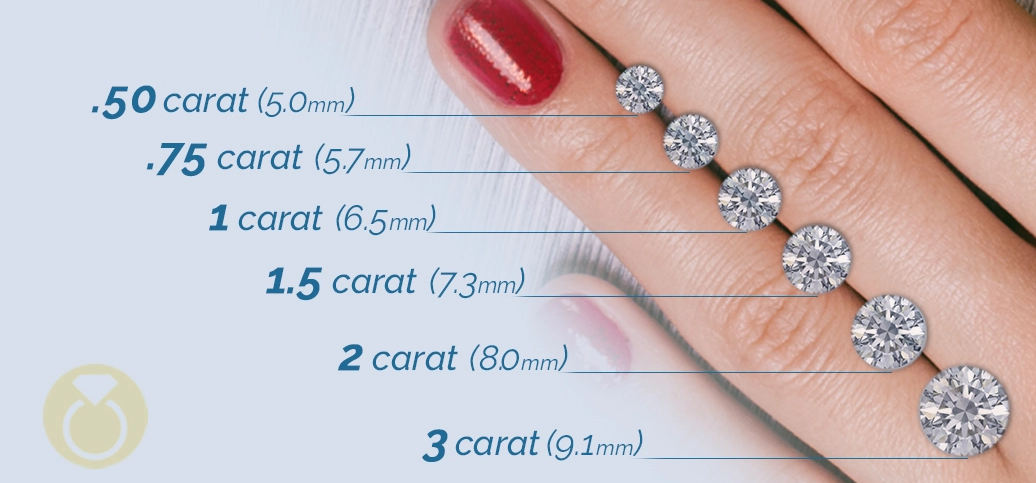 .50 carat (5.0mm)
.75 carat (5.7mm)
1 carat (6.5mm)
1.5 carat (7.3mm)
2 carat (8.0mm)
3 carat (9.1mm)